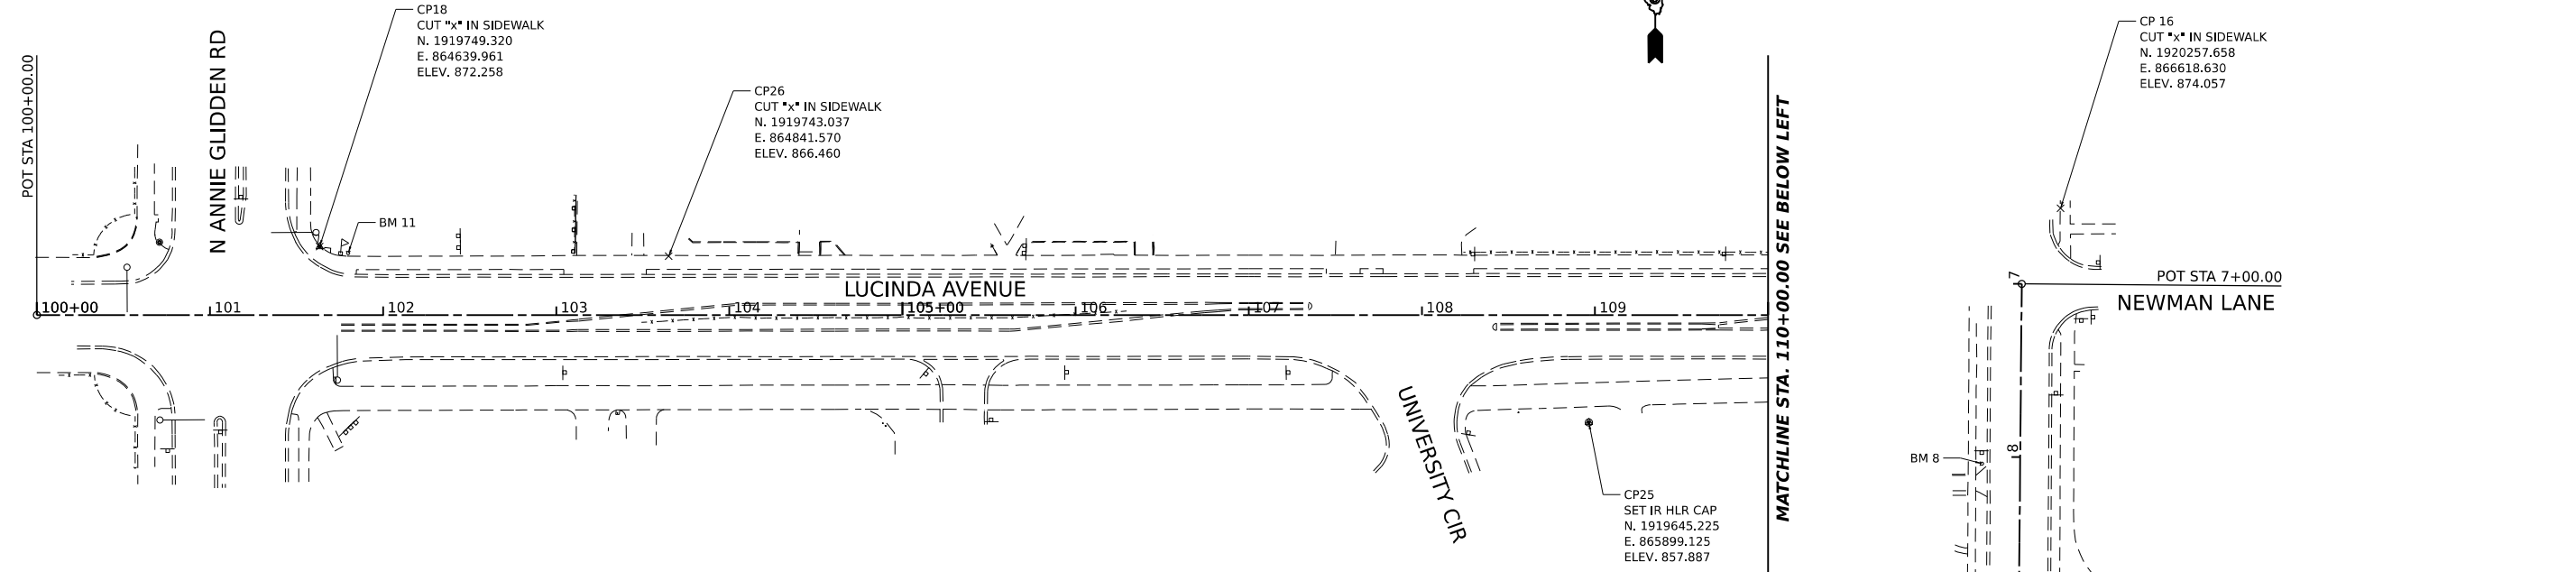 CP18
CUT "x" IN SIDEWALK
N. 1919749.320
E. 864639.961
ELEV. 872.258
CP 16
CUT "x" IN SIDEWALK
N. 1920257.658
E. 866618.630
ELEV. 874.057
POT STA 100+00.00
N ANNIE GLIDDEN RD
CP26
CUT "x" IN SIDEWALK
N. 1919743.037
E. 864841.570
ELEV. 866.460
MATCHLINE STA. 110+00.00 SEE BELOW LEFT
BM 11
LUCINDA AVENUE
100+00
101
102
103
104
105+00
106
107
108
109
7
POT STA 7+00.00
NEWMAN LANE
UNIVERSITY CIR
8
BM 8
CP25
SET IR HLR CAP
N. 1919645.225
E. 865899.125
ELEV. 857.887